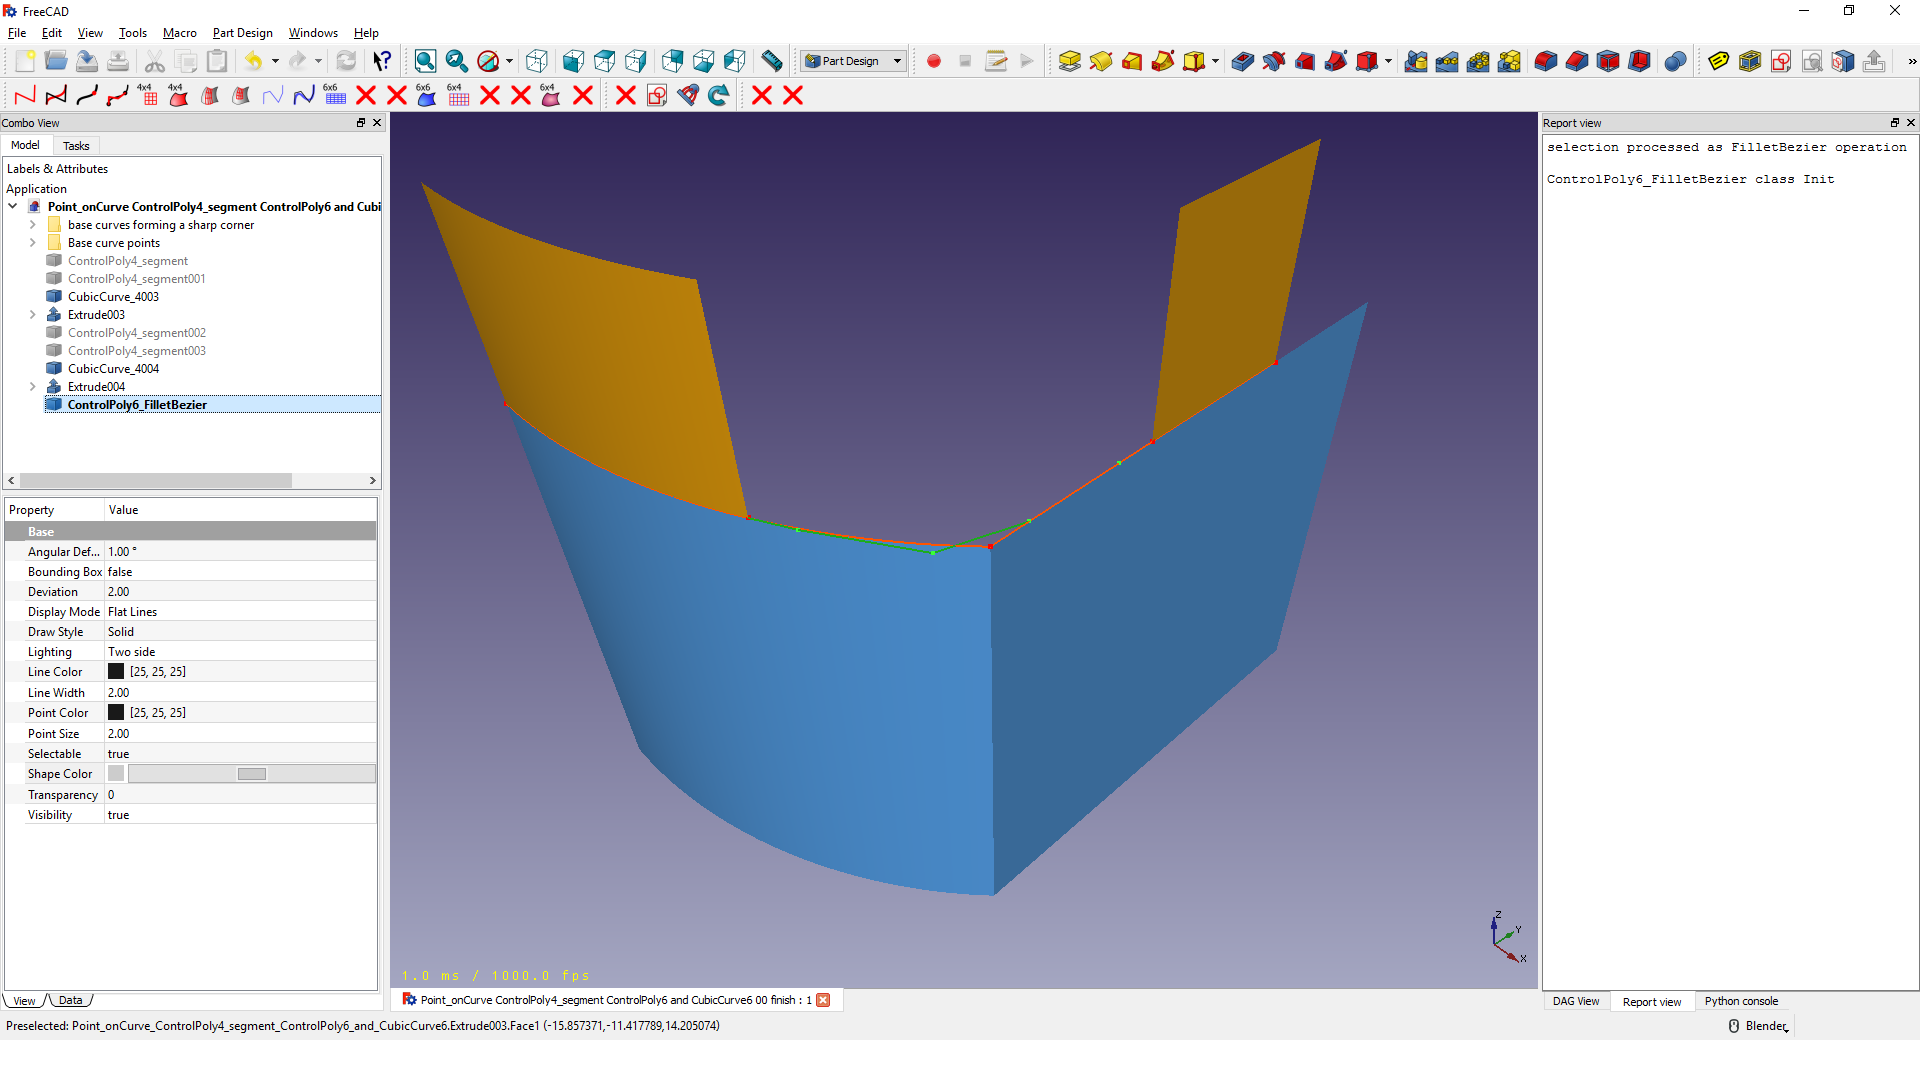 FreeCAD
File Edit View Tools Macro Part Design Windows Help
Part Design
»
4x4 4x4 6x6 6x6 6x4 6x4
Combo View
Model Tasks
Labels & Attributes
Application
Point_onCurve ControlPoly4_segment ControlPoly6 and Cubi
base curves forming a sharp corner
Base curve points
ControlPoly4_segment
ControlPoly4_segment001
CubicCurve_4003
Extrude003
ControlPoly4_segment002
ControlPoly4_segment003
CubicCurve_4004
Extrude004
ControlPoly6_FilletBezier
Property Value
Base
Angular Def... 1.00 °
Bounding Box false
Deviation 2.00
Display Mode Flat Lines
Draw Style Solid
Lighting Two side
Line Color [25, 25, 25]
Line Width 2.00
Point Color [25, 25, 25]
Point Size 2.00
Selectable true
Shape Color
Transparency 0
Visibility true
View Data
1.0 ms / 1000.0 fps
Z
Y
X
Point_onCurve ControlPoly4_segment ControlPoly6 and CubicCurve6 00 finish : 1
Report view
selection processed as FilletBezier operation
ControlPoly6_FilletBezier class Init
DAG View Report view Python console
Preselected: Point_onCurve_ControlPoly4_segment_ControlPoly6_and_CubicCurve6.Extrude003.Face1 (-15.857371,-11.417789,14.205074)
Blender